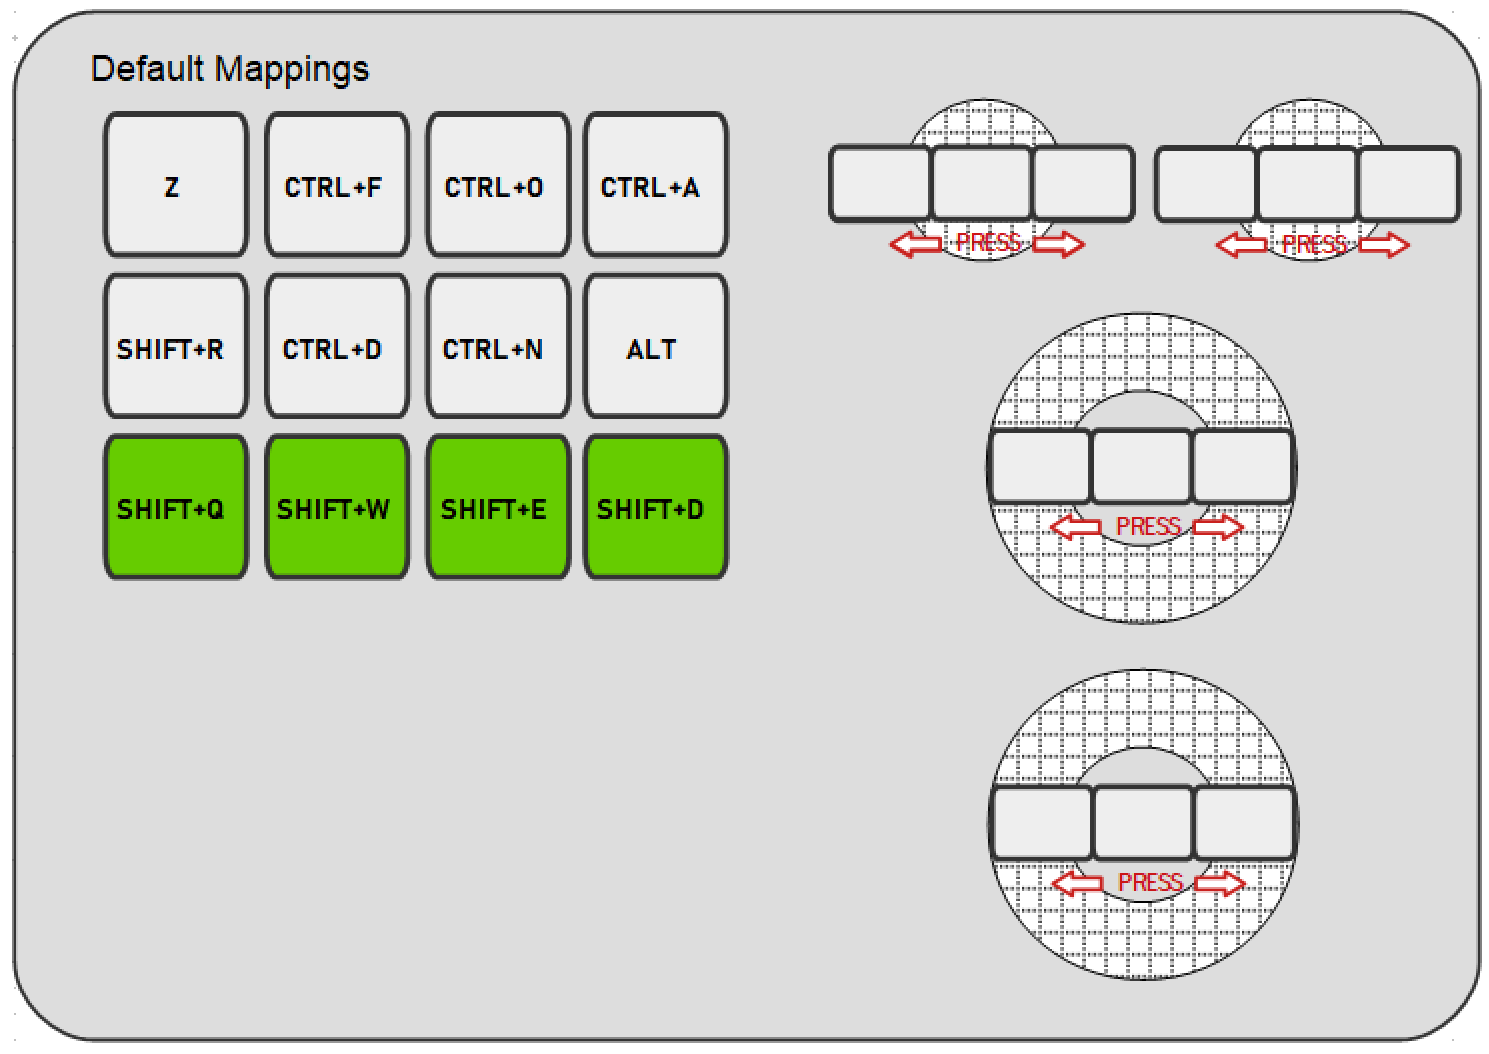 Default Mappings
Z CTRL+F CTRL+O CTRL+A
SHIFT+R CTRL+D CTRL+N ALT
SHIFT+Q SHIFT+W SHIFT+E SHIFT+D
PRESS PRESS
PRESS
PRESS